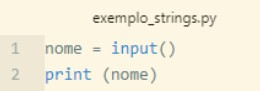 exemplo_strings.py
1 nome = input()
2 print (nome)